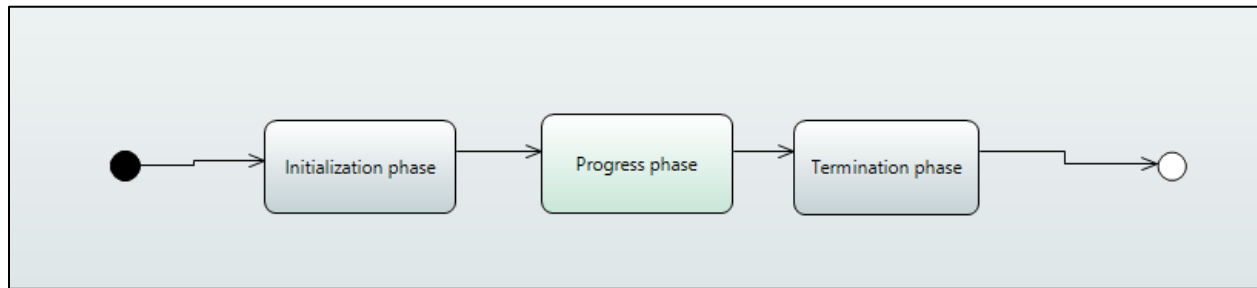 Initialization phase
Progress phase
Termination phase